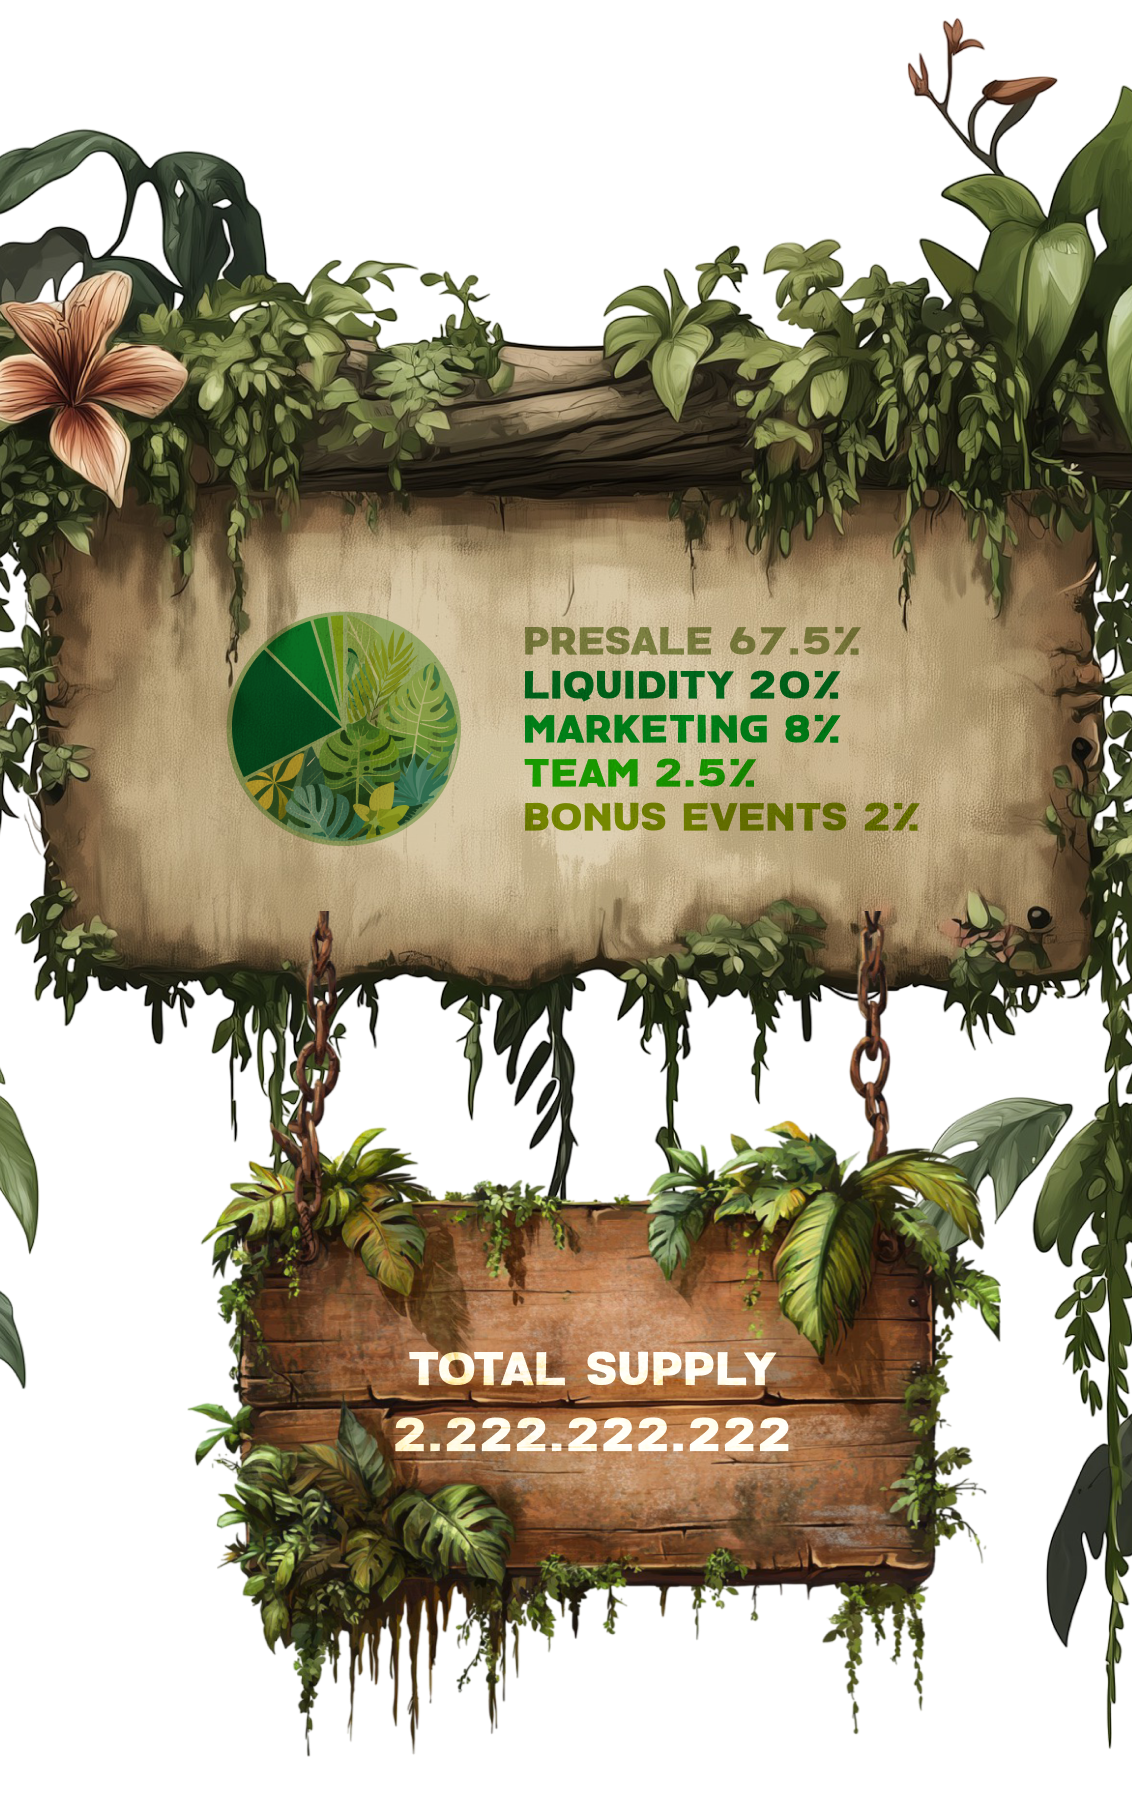 PRESALE 67.5%
LIQUIDITY 20%
MARKETING 8%
TEAM 2.5%
BONUS EVENTS 2%
TOTAL SUPPLY
2.222.222.222